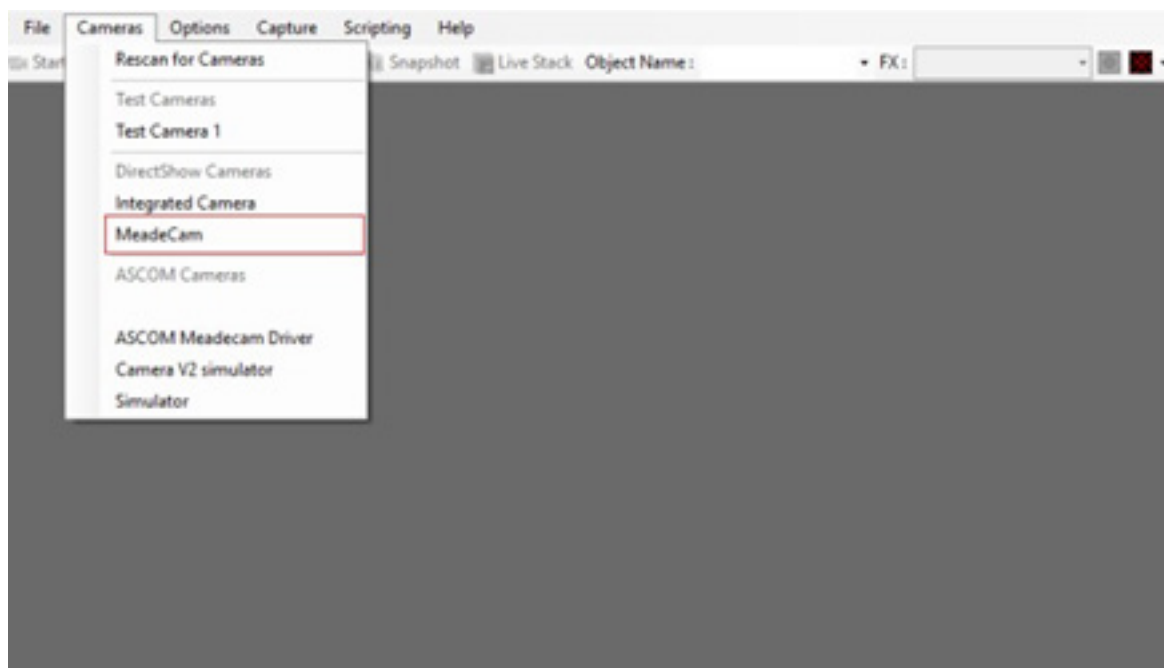 File Cameras Options Capture Scripting Help
Start Snapshot Live Stack Object Name : FX :
Rescan for Cameras
Test Cameras
Test Camera 1
DirectShow Cameras
Integrated Camera
MeadeCam
ASCOM Cameras
ASCOM Meadecam Driver
Camera V2 simulator
Simulator